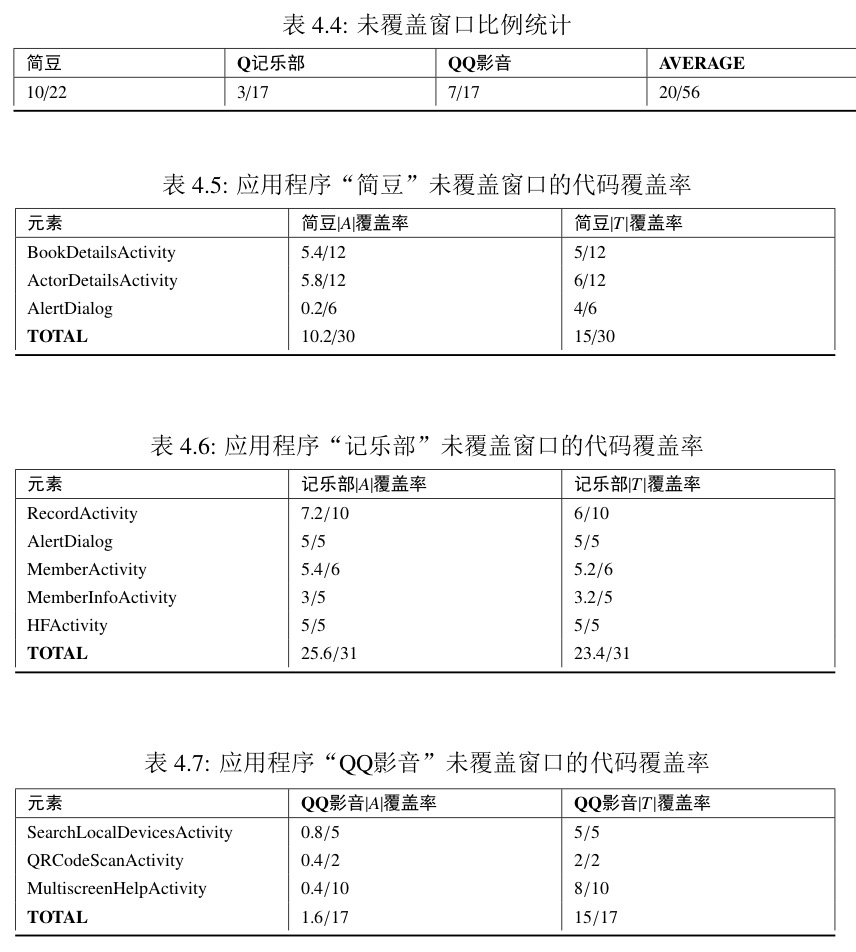 表 4.4: 未覆盖窗口比例统计
简豆 Q记乐部 QQ影音 AVERAGE
10/22 3/17 7/17 20/56
表 4.5: 应用程序“简豆”未覆盖窗口的代码覆盖率
元素 简豆|A|覆盖率 简豆|T|覆盖率
BookDetailsActivity 5.4/12 5/12
ActorDetailsActivity 5.8/12 6/12
AlertDialog 0.2/6 4/6
TOTAL 10.2/30 15/30
表 4.6: 应用程序“记乐部”未覆盖窗口的代码覆盖率
元素 记乐部|A|覆盖率 记乐部|T|覆盖率
RecordActivity 7.2/10 6/10
AlertDialog 5/5 5/5
MemberActivity 5.4/6 5.2/6
MemberInfoActivity 3/5 3.2/5
HFActivity 5/5 5/5
TOTAL 25.6/31 23.4/31
表 4.7: 应用程序“QQ影音”未覆盖窗口的代码覆盖率
元素 QQ影音|A|覆盖率 QQ影音|T|覆盖率
SearchLocalDevicesActivity 0.8/5 5/5
QRCodeScanActivity 0.4/2 2/2
MultiscreenHelpActivity 0.4/10 8/10
TOTAL 1.6/17 15/17